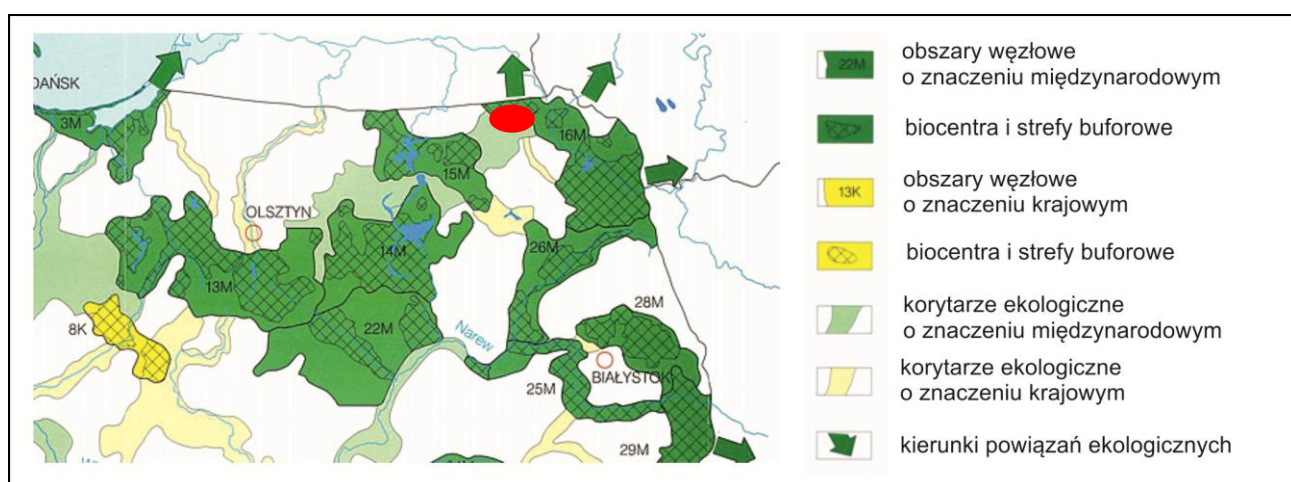 DAŃSK
3M
OLSZTYN
16M
15M
14M
13M
26M
8K
22M
Narew
28M
BIAŁYSTOK
25M
29M
22M
obszary węzłowe
o znaczeniu międzynarodowym
biocentra i strefy buforowe
13K
obszary węzłowe
o znaczeniu krajowym
biocentra i strefy buforowe
korytarze ekologiczne
o znaczeniu międzynarodowym
korytarze ekologiczne
o znaczeniu krajowym
kierunki powiązań ekologicznych